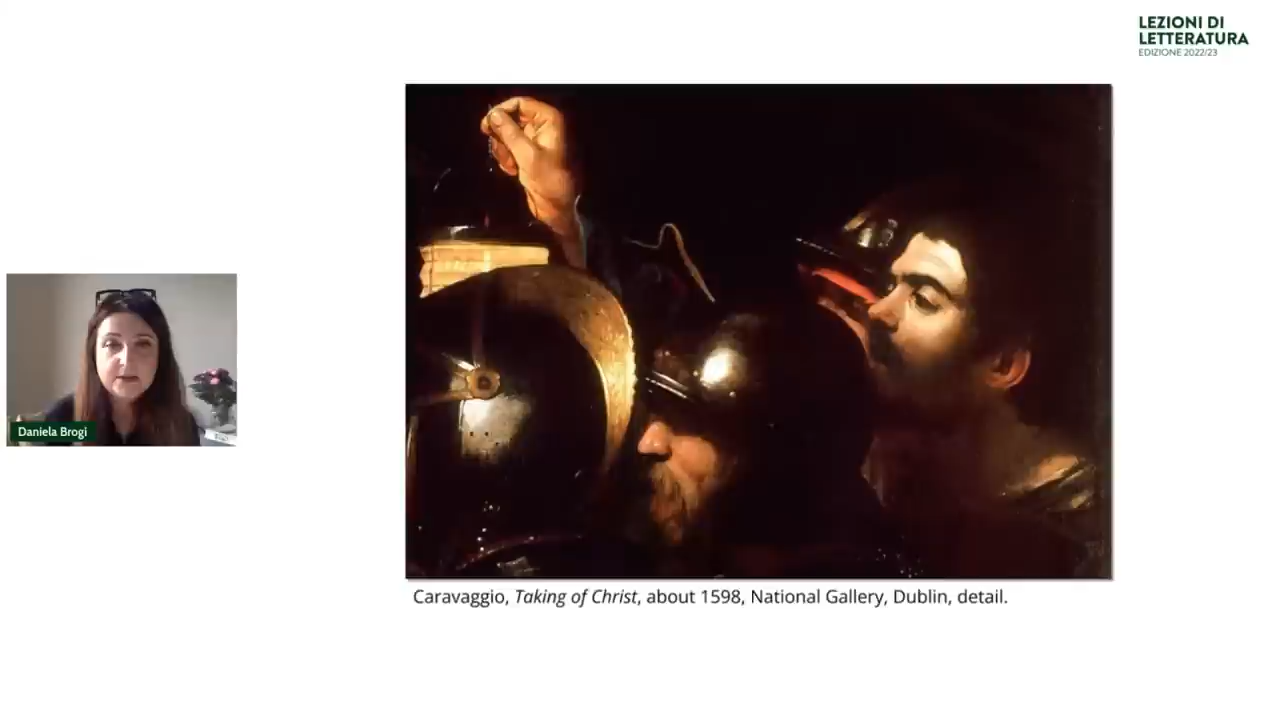 LEZIONI DI
LETTERATURA
EDIZIONE 2022/23
Daniela Brogi
Caravaggio, Taking of Christ, about 1598, National Gallery, Dublin, detail.